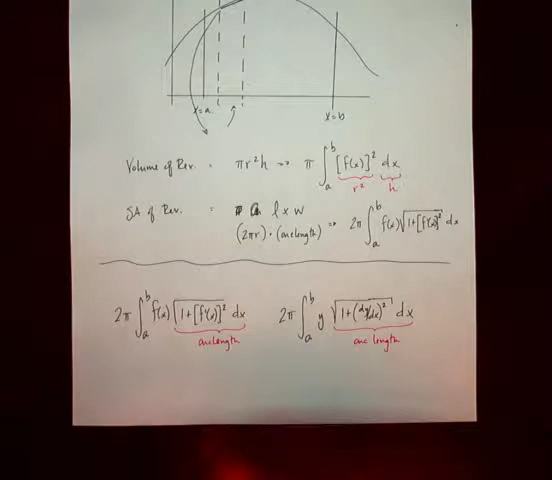 x=a x=b
Volume of Rev. = πr²h ⇒ π ∫ₐᵇ [f(x)]² dx
r² h
SA of Rev. = l x w
(2πr)·(arclength) ⇒ 2π ∫ₐᵇ f(x)√(1+[f'(x)]²) dx
2π ∫ₐᵇ f(x)√(1+[f'(x)]²) dx 2π ∫ₐᵇ y √(1+(dy/dx)²) dx
arclength arc length